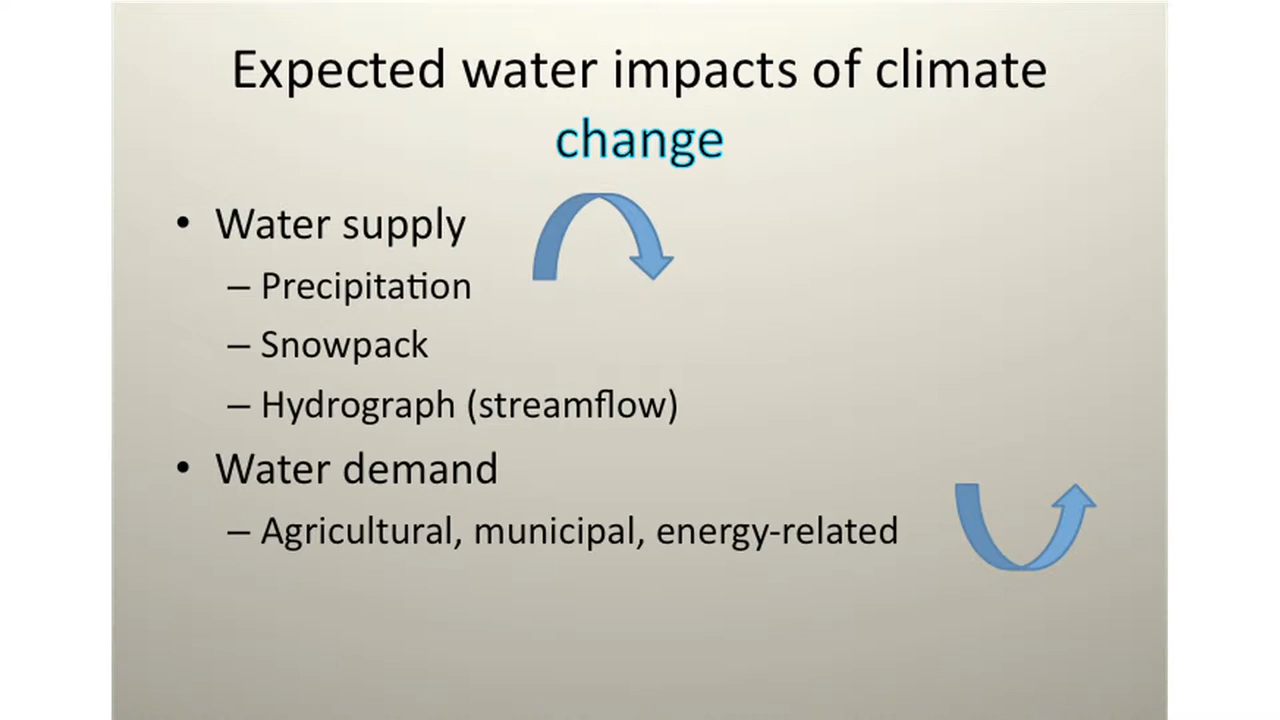 Expected water impacts of climate
change
• Water supply
– Precipitation
– Snowpack
– Hydrograph (streamflow)
• Water demand
– Agricultural, municipal, energy-related